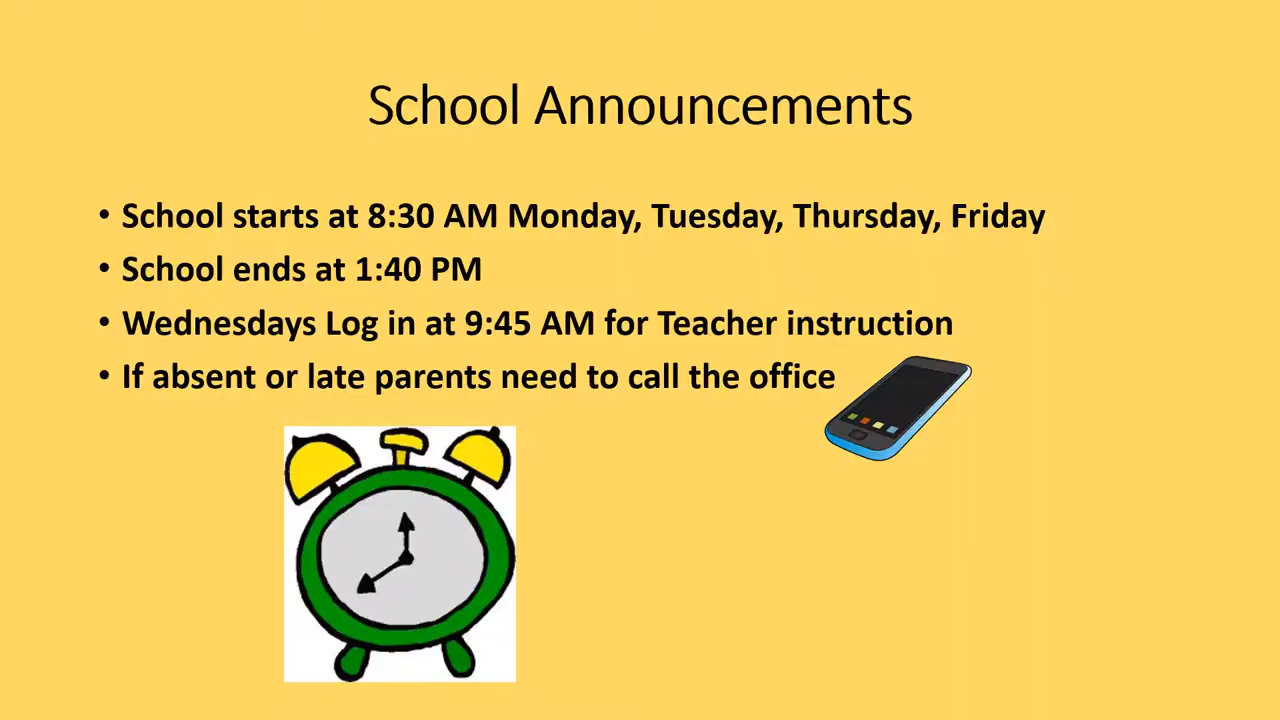 School Announcements
• School starts at 8:30 AM Monday, Tuesday, Thursday, Friday
• School ends at 1:40 PM
• Wednesdays Log in at 9:45 AM for Teacher instruction
• If absent or late parents need to call the office